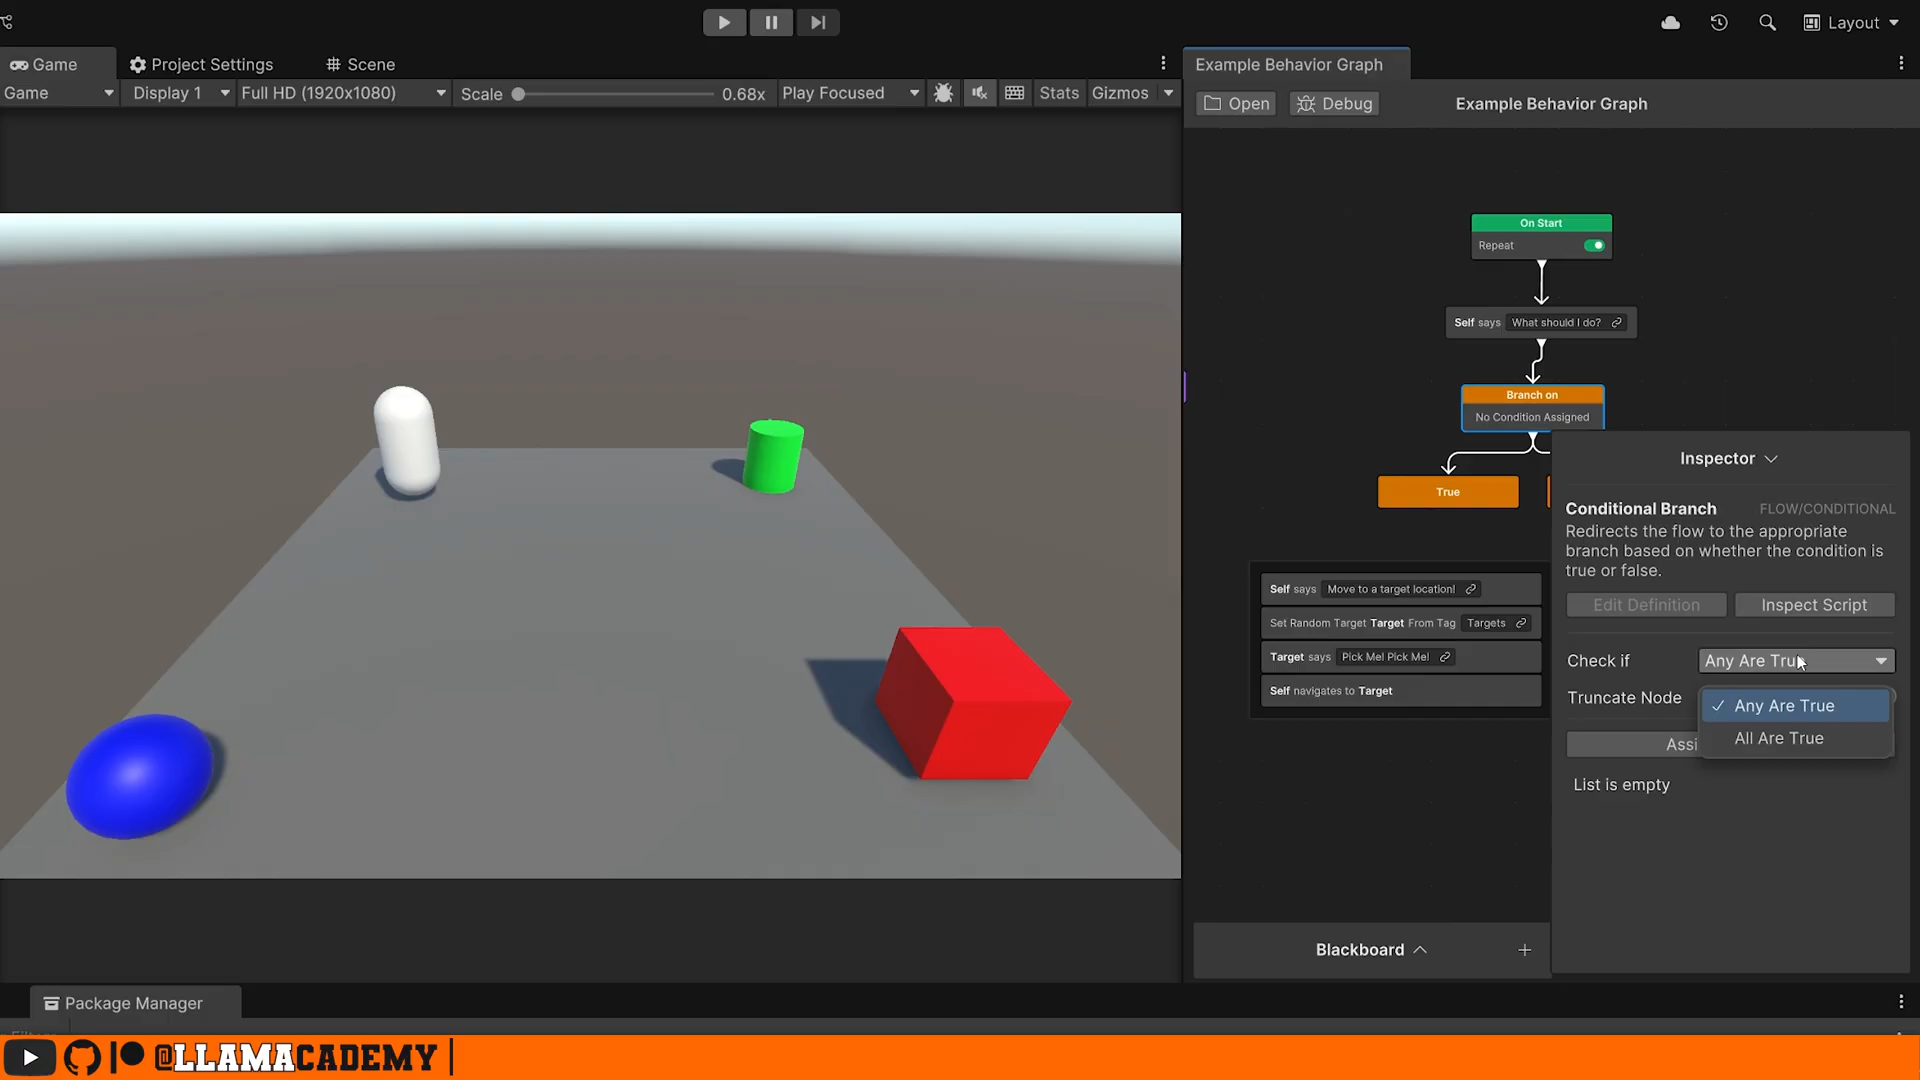 Layout
Game
Project Settings
Scene
Game
Display 1
Full HD (1920x1080)
Scale
0.68x
Play Focused
Stats
Gizmos
Example Behavior Graph
Open
Debug
Example Behavior Graph
On Start
Repeat
Self says What should I do?
Branch on
No Condition Assigned
True
Self says Move to a target location!
Set Random Target Target From Tag Targets
Target says Pick Me! Pick Me!
Self navigates to Target
Inspector
Conditional Branch FLOW/CONDITIONAL
Redirects the flow to the appropriate
branch based on whether the condition is
true or false.
Edit Definition
Inspect Script
Check if Any Are True
Truncate Node
Any Are True
All Are True
Assi
List is empty
Blackboard
Package Manager
@LLAMACADEMY